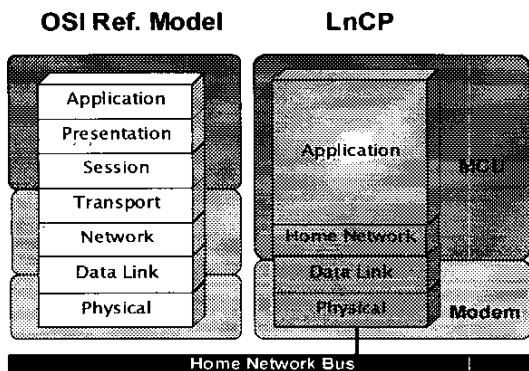 OSI Ref. Model
LnCP
Application
Presentation
Session
Transport
Network
Data Link
Physical
Application
MCU
Home Network
Data Link
Physical
Modem
Home Network Bus